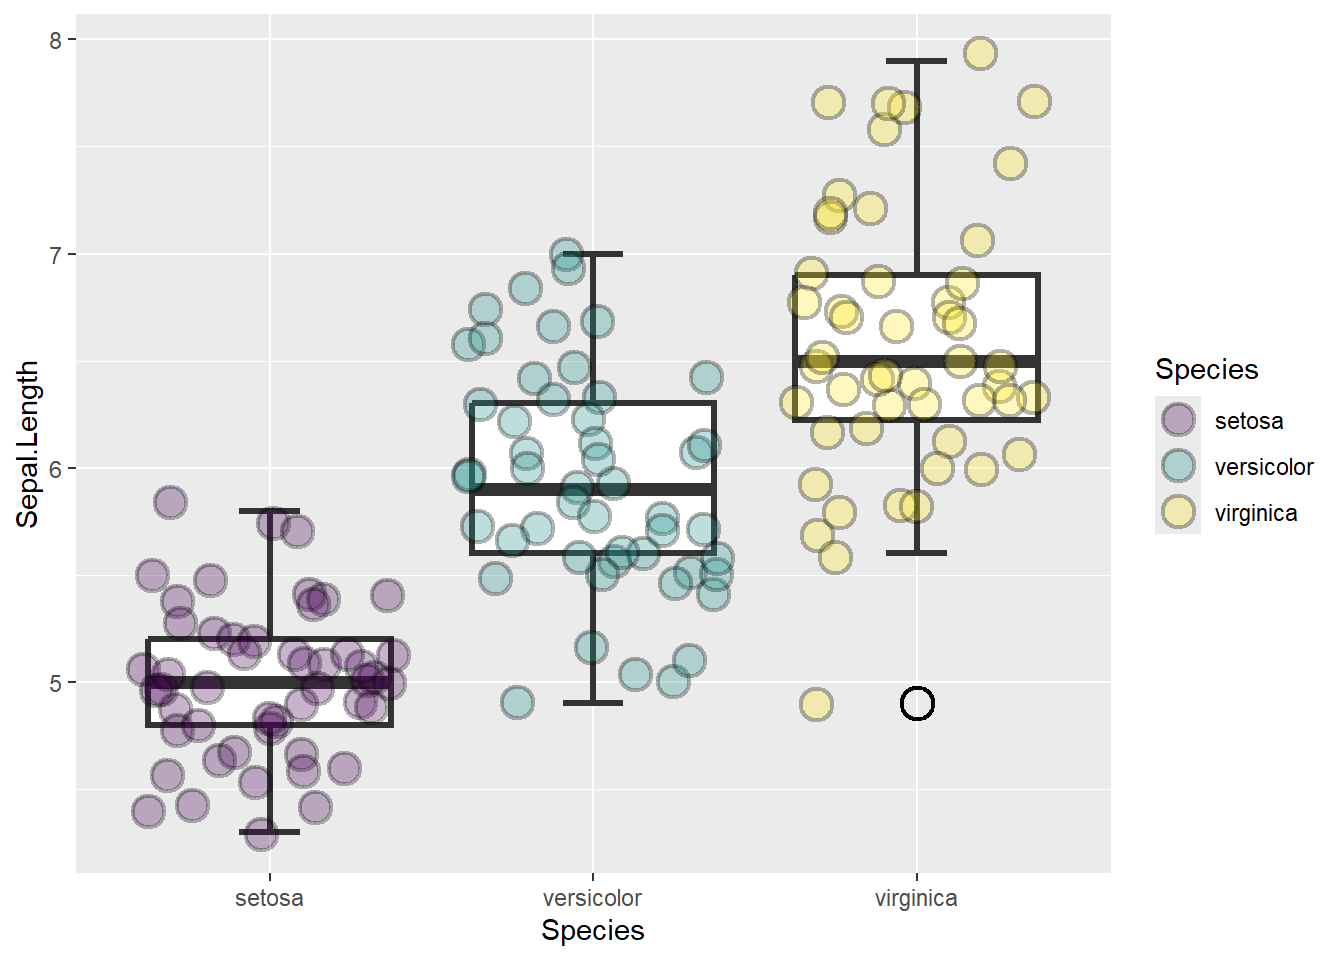 8
7
6
5
Sepal.Length
setosa
versicolor
virginica
Species
Species
setosa
versicolor
virginica